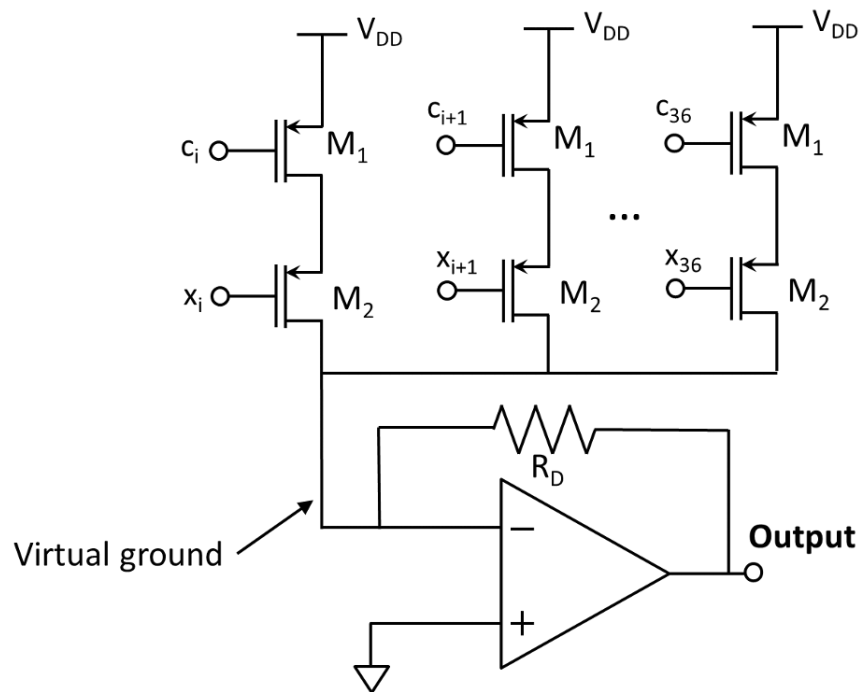 V_DD
V_DD
V_DD
c_i
M_1
c_{i+1}
M_1
c_36
M_1
...
x_i
M_2
x_{i+1}
M_2
x_36
M_2
R_D
Virtual ground
−
+
Output